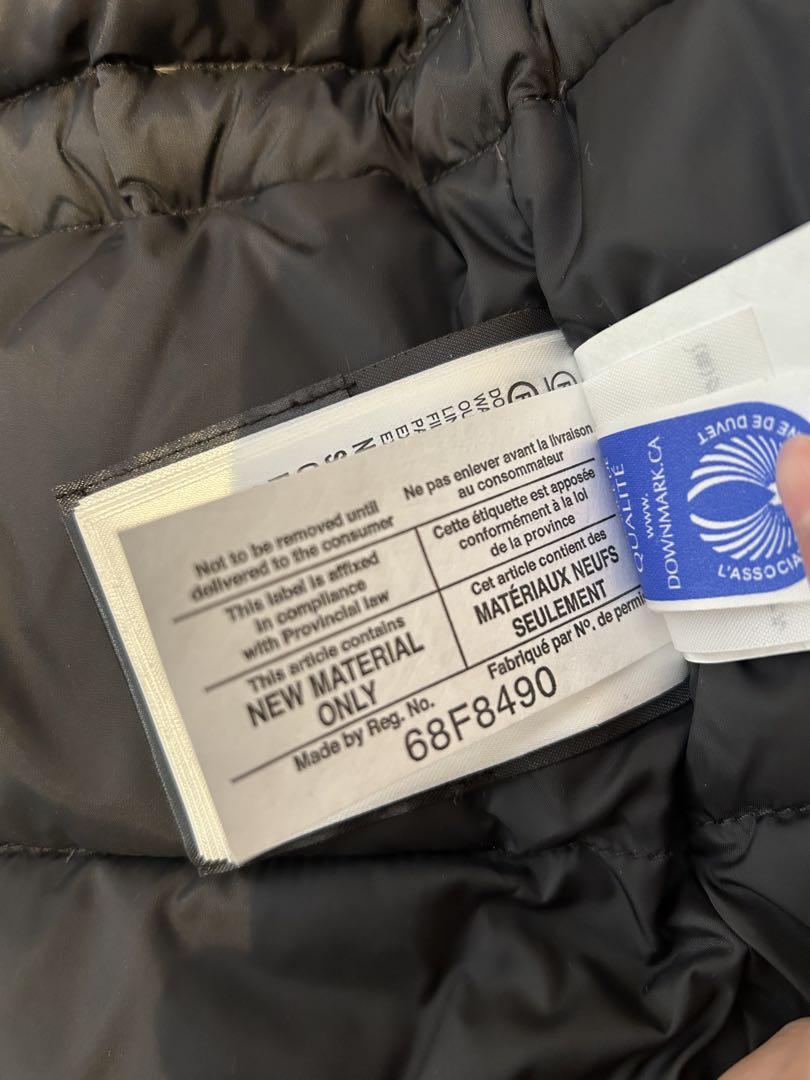 Not to be removed until
delivered to the consumer
Ne pas enlever avant la livraison
au consommateur
This label is affixed
in compliance
with Provincial law
Cette étiquette est apposée
conformément à la loi
de la province
This article contains
NEW MATERIAL
ONLY
Cet article contient des
MATÉRIAUX NEUFS
SEULEMENT
Made by Reg. No.
Fabriqué par Nº. de permi
68F8490
QUALITÉ
www.
DOWNMARK.CA
VE DE DUVET
L'ASSOCIA